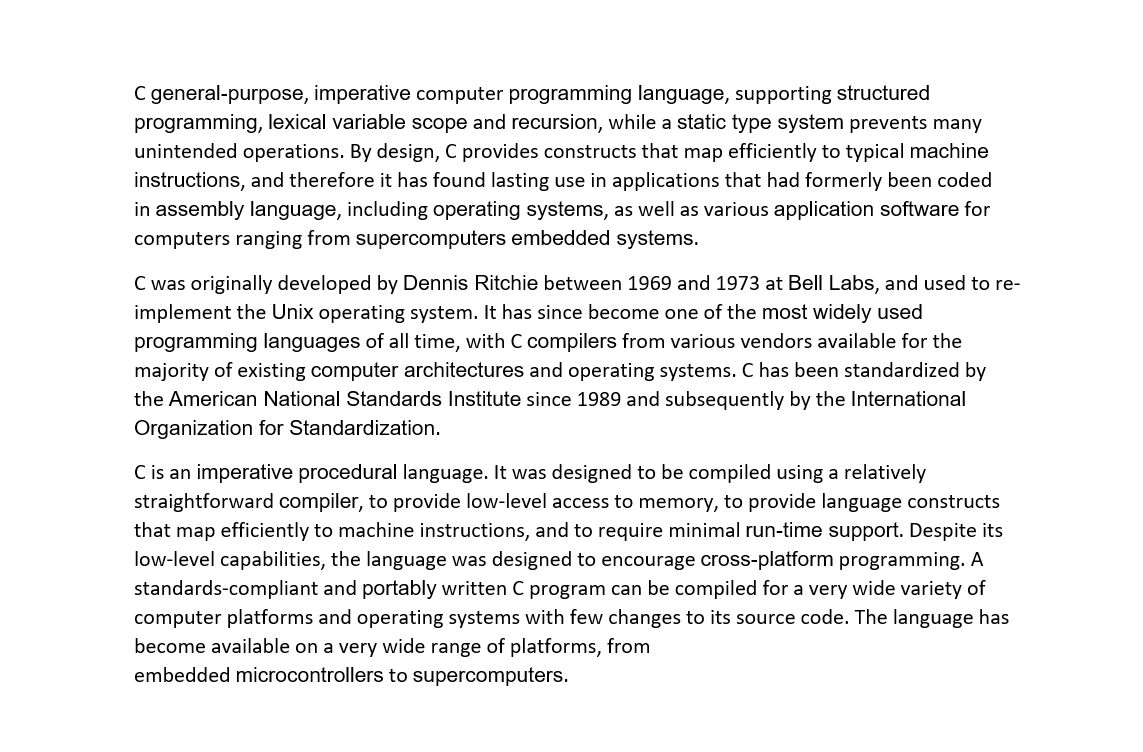 C general-purpose, imperative computer programming language, supporting structured
programming, lexical variable scope and recursion, while a static type system prevents many
unintended operations. By design, C provides constructs that map efficiently to typical machine
instructions, and therefore it has found lasting use in applications that had formerly been coded
in assembly language, including operating systems, as well as various application software for
computers ranging from supercomputers embedded systems.
C was originally developed by Dennis Ritchie between 1969 and 1973 at Bell Labs, and used to re-
implement the Unix operating system. It has since become one of the most widely used
programming languages of all time, with C compilers from various vendors available for the
majority of existing computer architectures and operating systems. C has been standardized by
the American National Standards Institute since 1989 and subsequently by the International
Organization for Standardization.
C is an imperative procedural language. It was designed to be compiled using a relatively
straightforward compiler, to provide low-level access to memory, to provide language constructs
that map efficiently to machine instructions, and to require minimal run-time support. Despite its
low-level capabilities, the language was designed to encourage cross-platform programming. A
standards-compliant and portably written C program can be compiled for a very wide variety of
computer platforms and operating systems with few changes to its source code. The language has
become available on a very wide range of platforms, from
embedded microcontrollers to supercomputers.